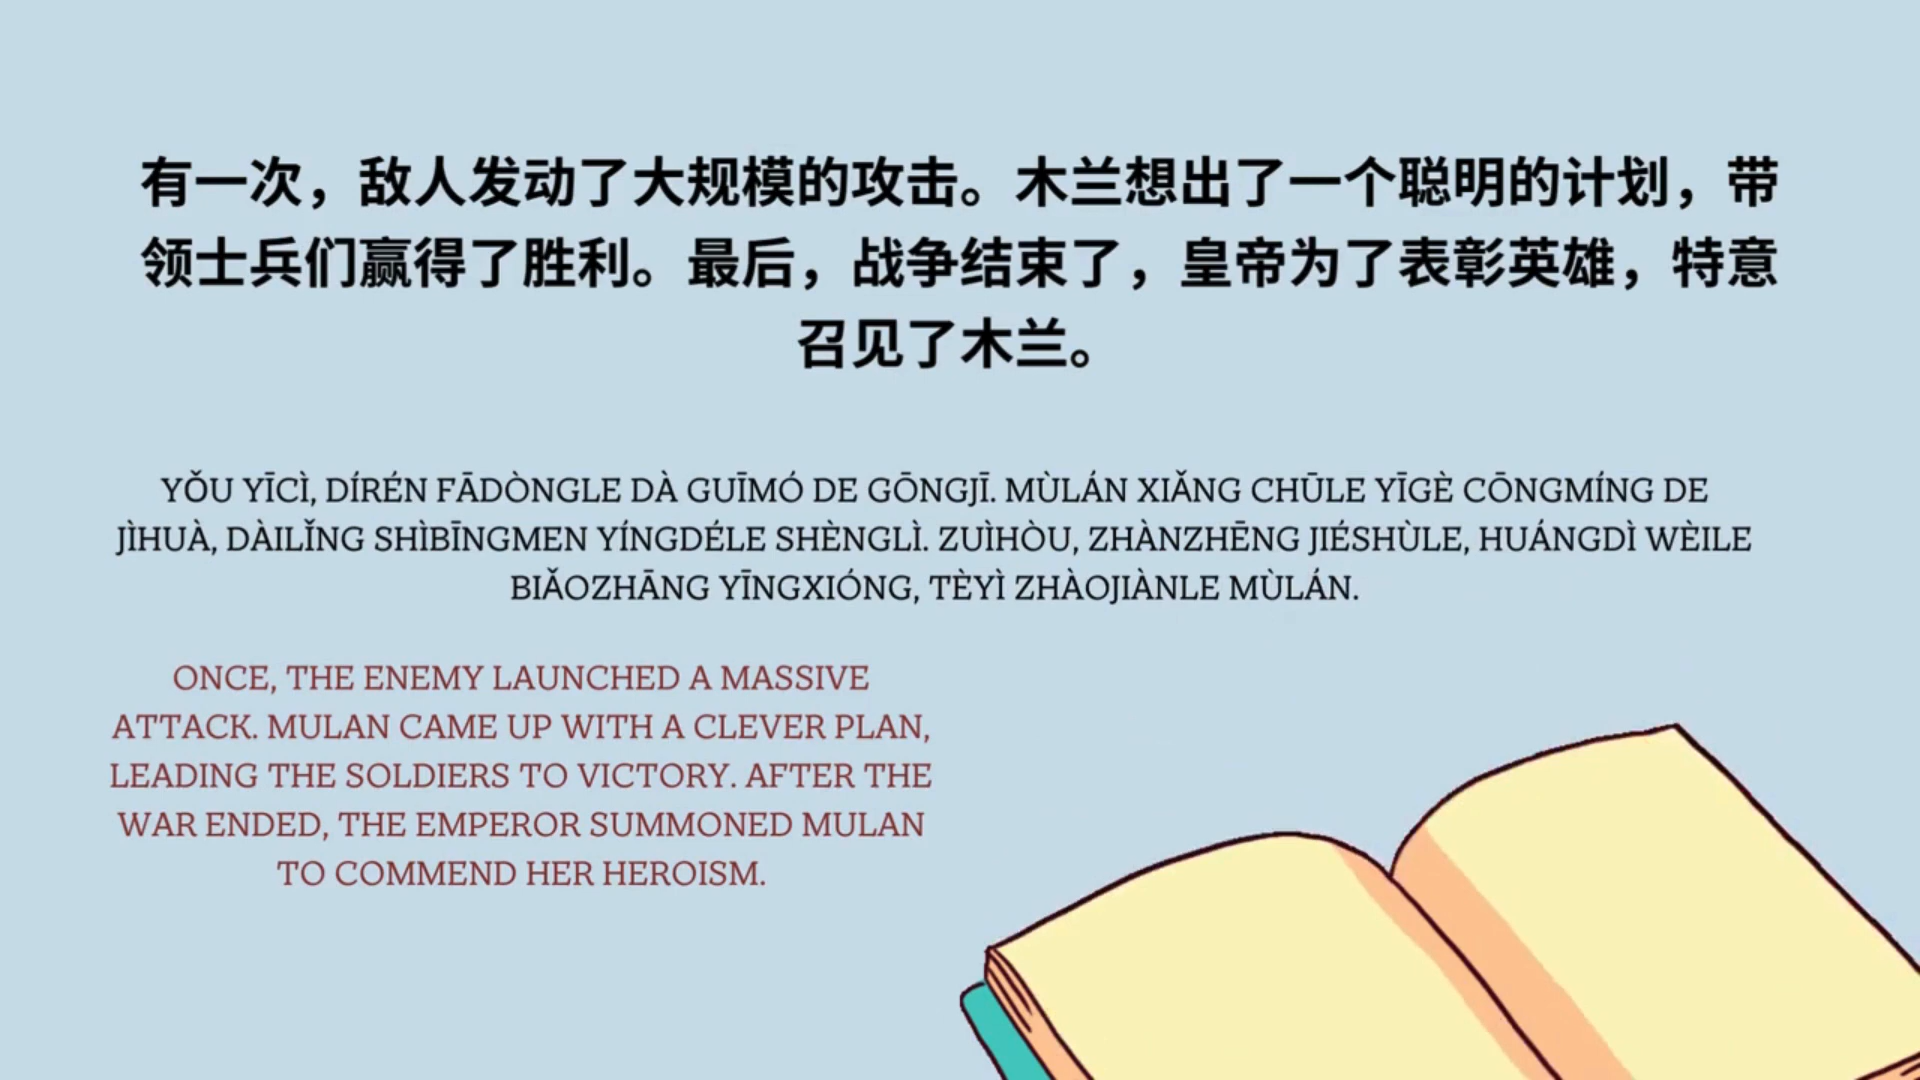 有一次，敌人发动了大规模的攻击。木兰想出了一个聪明的计划，带
领士兵们赢得了胜利。最后，战争结束了，皇帝为了表彰英雄，特意
召见了木兰。
YǑU YĪCÌ, DÍRÉN FĀDÒNGLE DÀ GUĪMÓ DE GŌNGJĪ. MÙLÁN XIǍNG CHŪLE YĪGÈ CŌNGMÍNG DE
JÌHUÀ, DÀILǏNG SHÌBĪNGMEN YÍNGDÉLE SHÈNGLÌ. ZUÌHÒU, ZHÀNZHĒNG JIÉSHÙLE, HUÁNGDÌ WÈILE
BIǍOZHĀNG YĪNGXIÓNG, TÈYÌ ZHÀOJIÀNLE MÙLÁN.
ONCE, THE ENEMY LAUNCHED A MASSIVE
ATTACK. MULAN CAME UP WITH A CLEVER PLAN,
LEADING THE SOLDIERS TO VICTORY. AFTER THE
WAR ENDED, THE EMPEROR SUMMONED MULAN
TO COMMEND HER HEROISM.